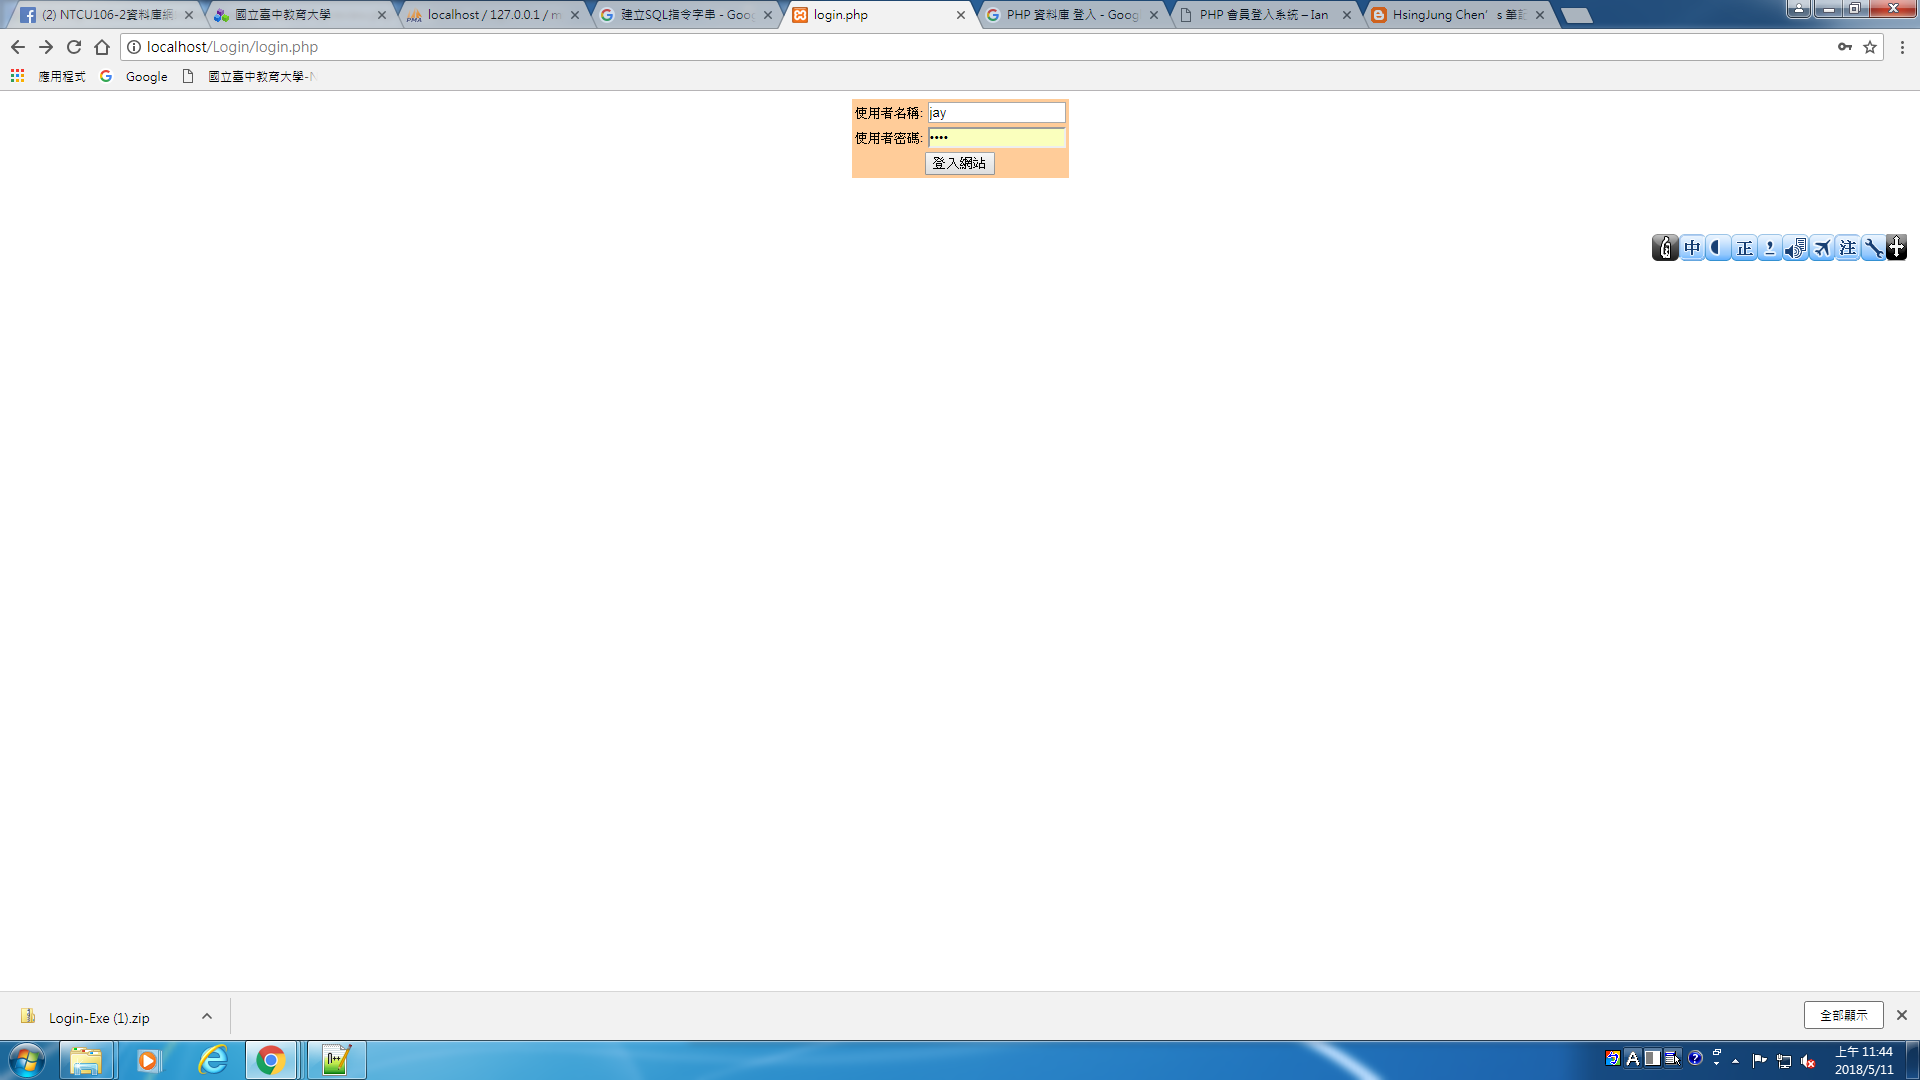 (2) NTCU106-2資料庫網
國立臺中教育大學
localhost / 127.0.0.1 / m
建立SQL指令字串 - Goo
login.php
PHP 資料庫 登入 - Goog
PHP 會員登入系統 – Ian
HsingJung Chen’s 筆記
localhost/Login/login.php
應用程式
Google
國立臺中教育大學-N
使用者名稱: jay
使用者密碼: ••••
登入網站
中 正 注
Login-Exe (1).zip
全部顯示
上午 11:44
2018/5/11